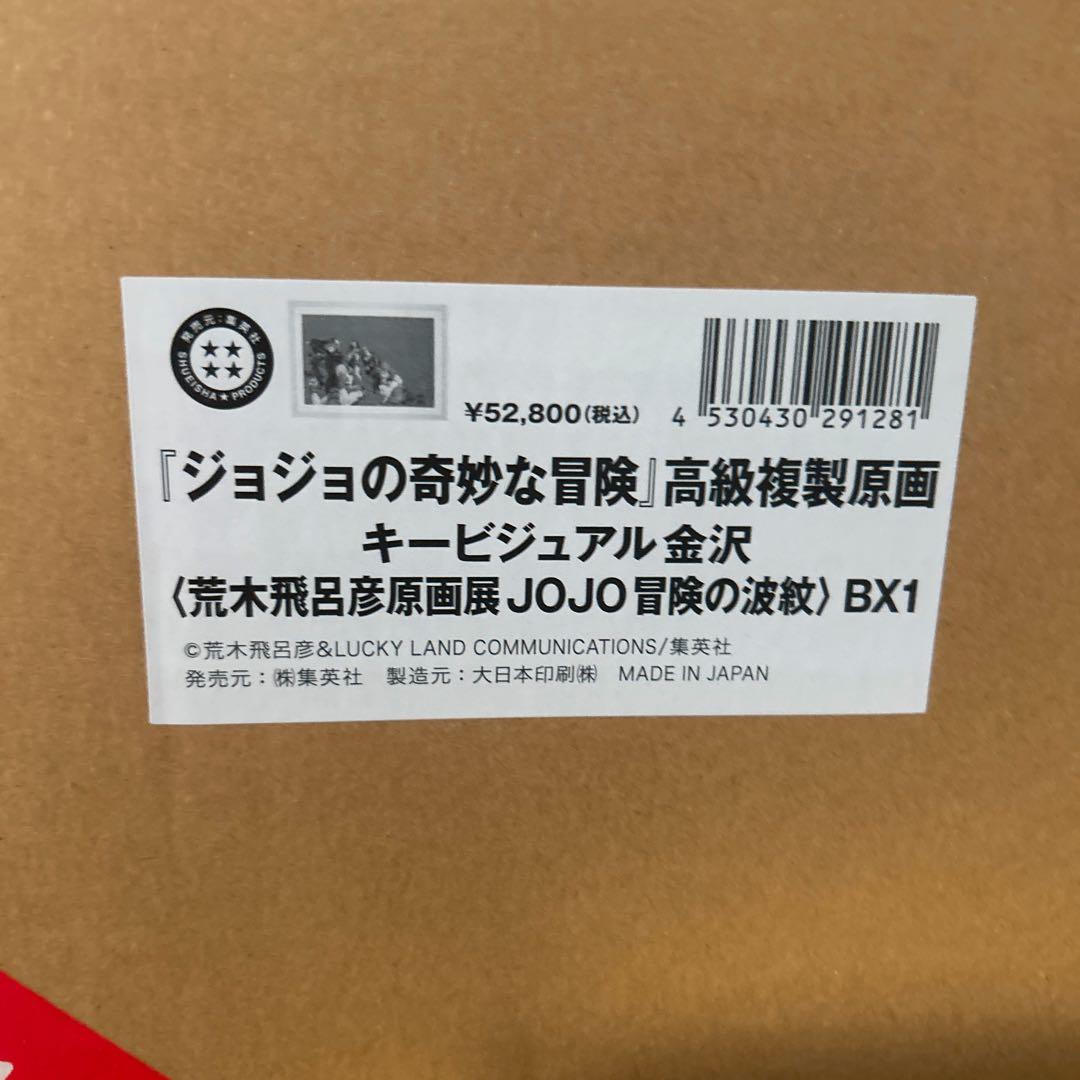 発売元：集英社
SHUEISHA★PRODUCTS
¥52,800(税込)
4 530430 291281
『ジョジョの奇妙な冒険』高級複製原画
キービジュアル 金沢
〈荒木飛呂彦原画展 JOJO 冒険の波紋〉 BX1
©荒木飛呂彦&LUCKY LAND COMMUNICATIONS/集英社
発売元：㈱集英社　製造元：大日本印刷㈱　MADE IN JAPAN